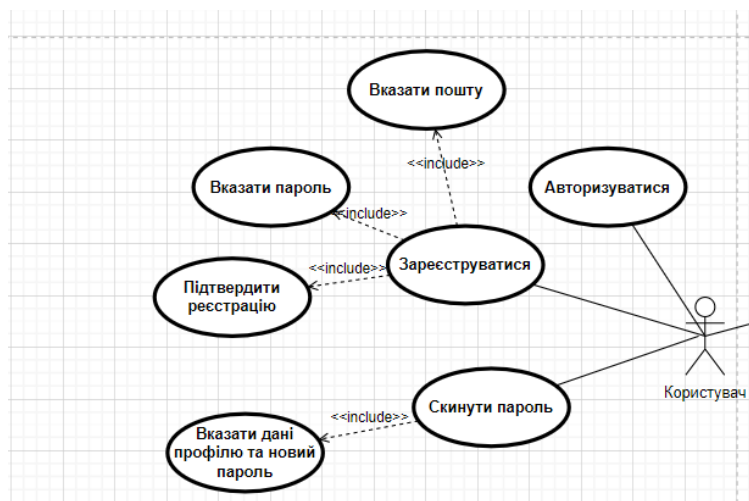 Вказати пошту
<<include>>
Вказати пароль
Авторизуватися
<<include>>
<<include>>
Зареєструватися
Підтвердити
реєстрацію
Користувач
Скинути пароль
<<include>>
Вказати дані
профілю та новий
пароль